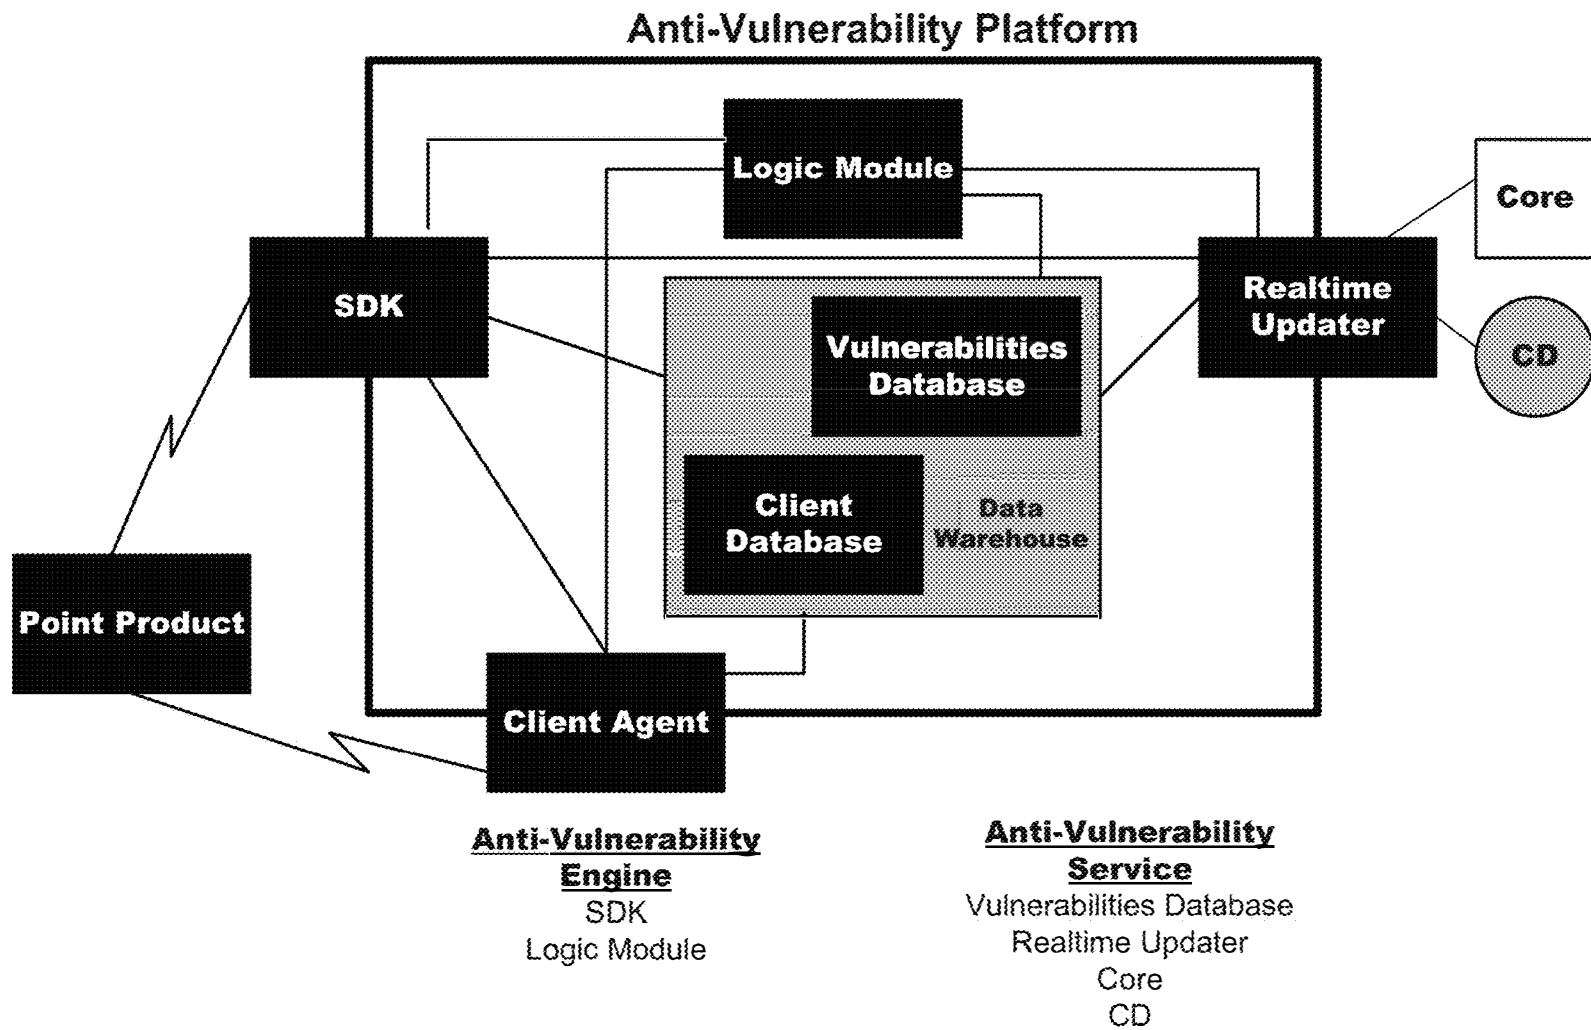 Anti-Vulnerability Platform
Logic Module
Core
SDK
Realtime
Updater
Vulnerabilities
Database
CD
Client
Database
Data
Warehouse
Point Product
Client Agent
Anti-Vulnerability
Engine
SDK
Logic Module
Anti-Vulnerability
Service
Vulnerabilities Database
Realtime Updater
Core
CD